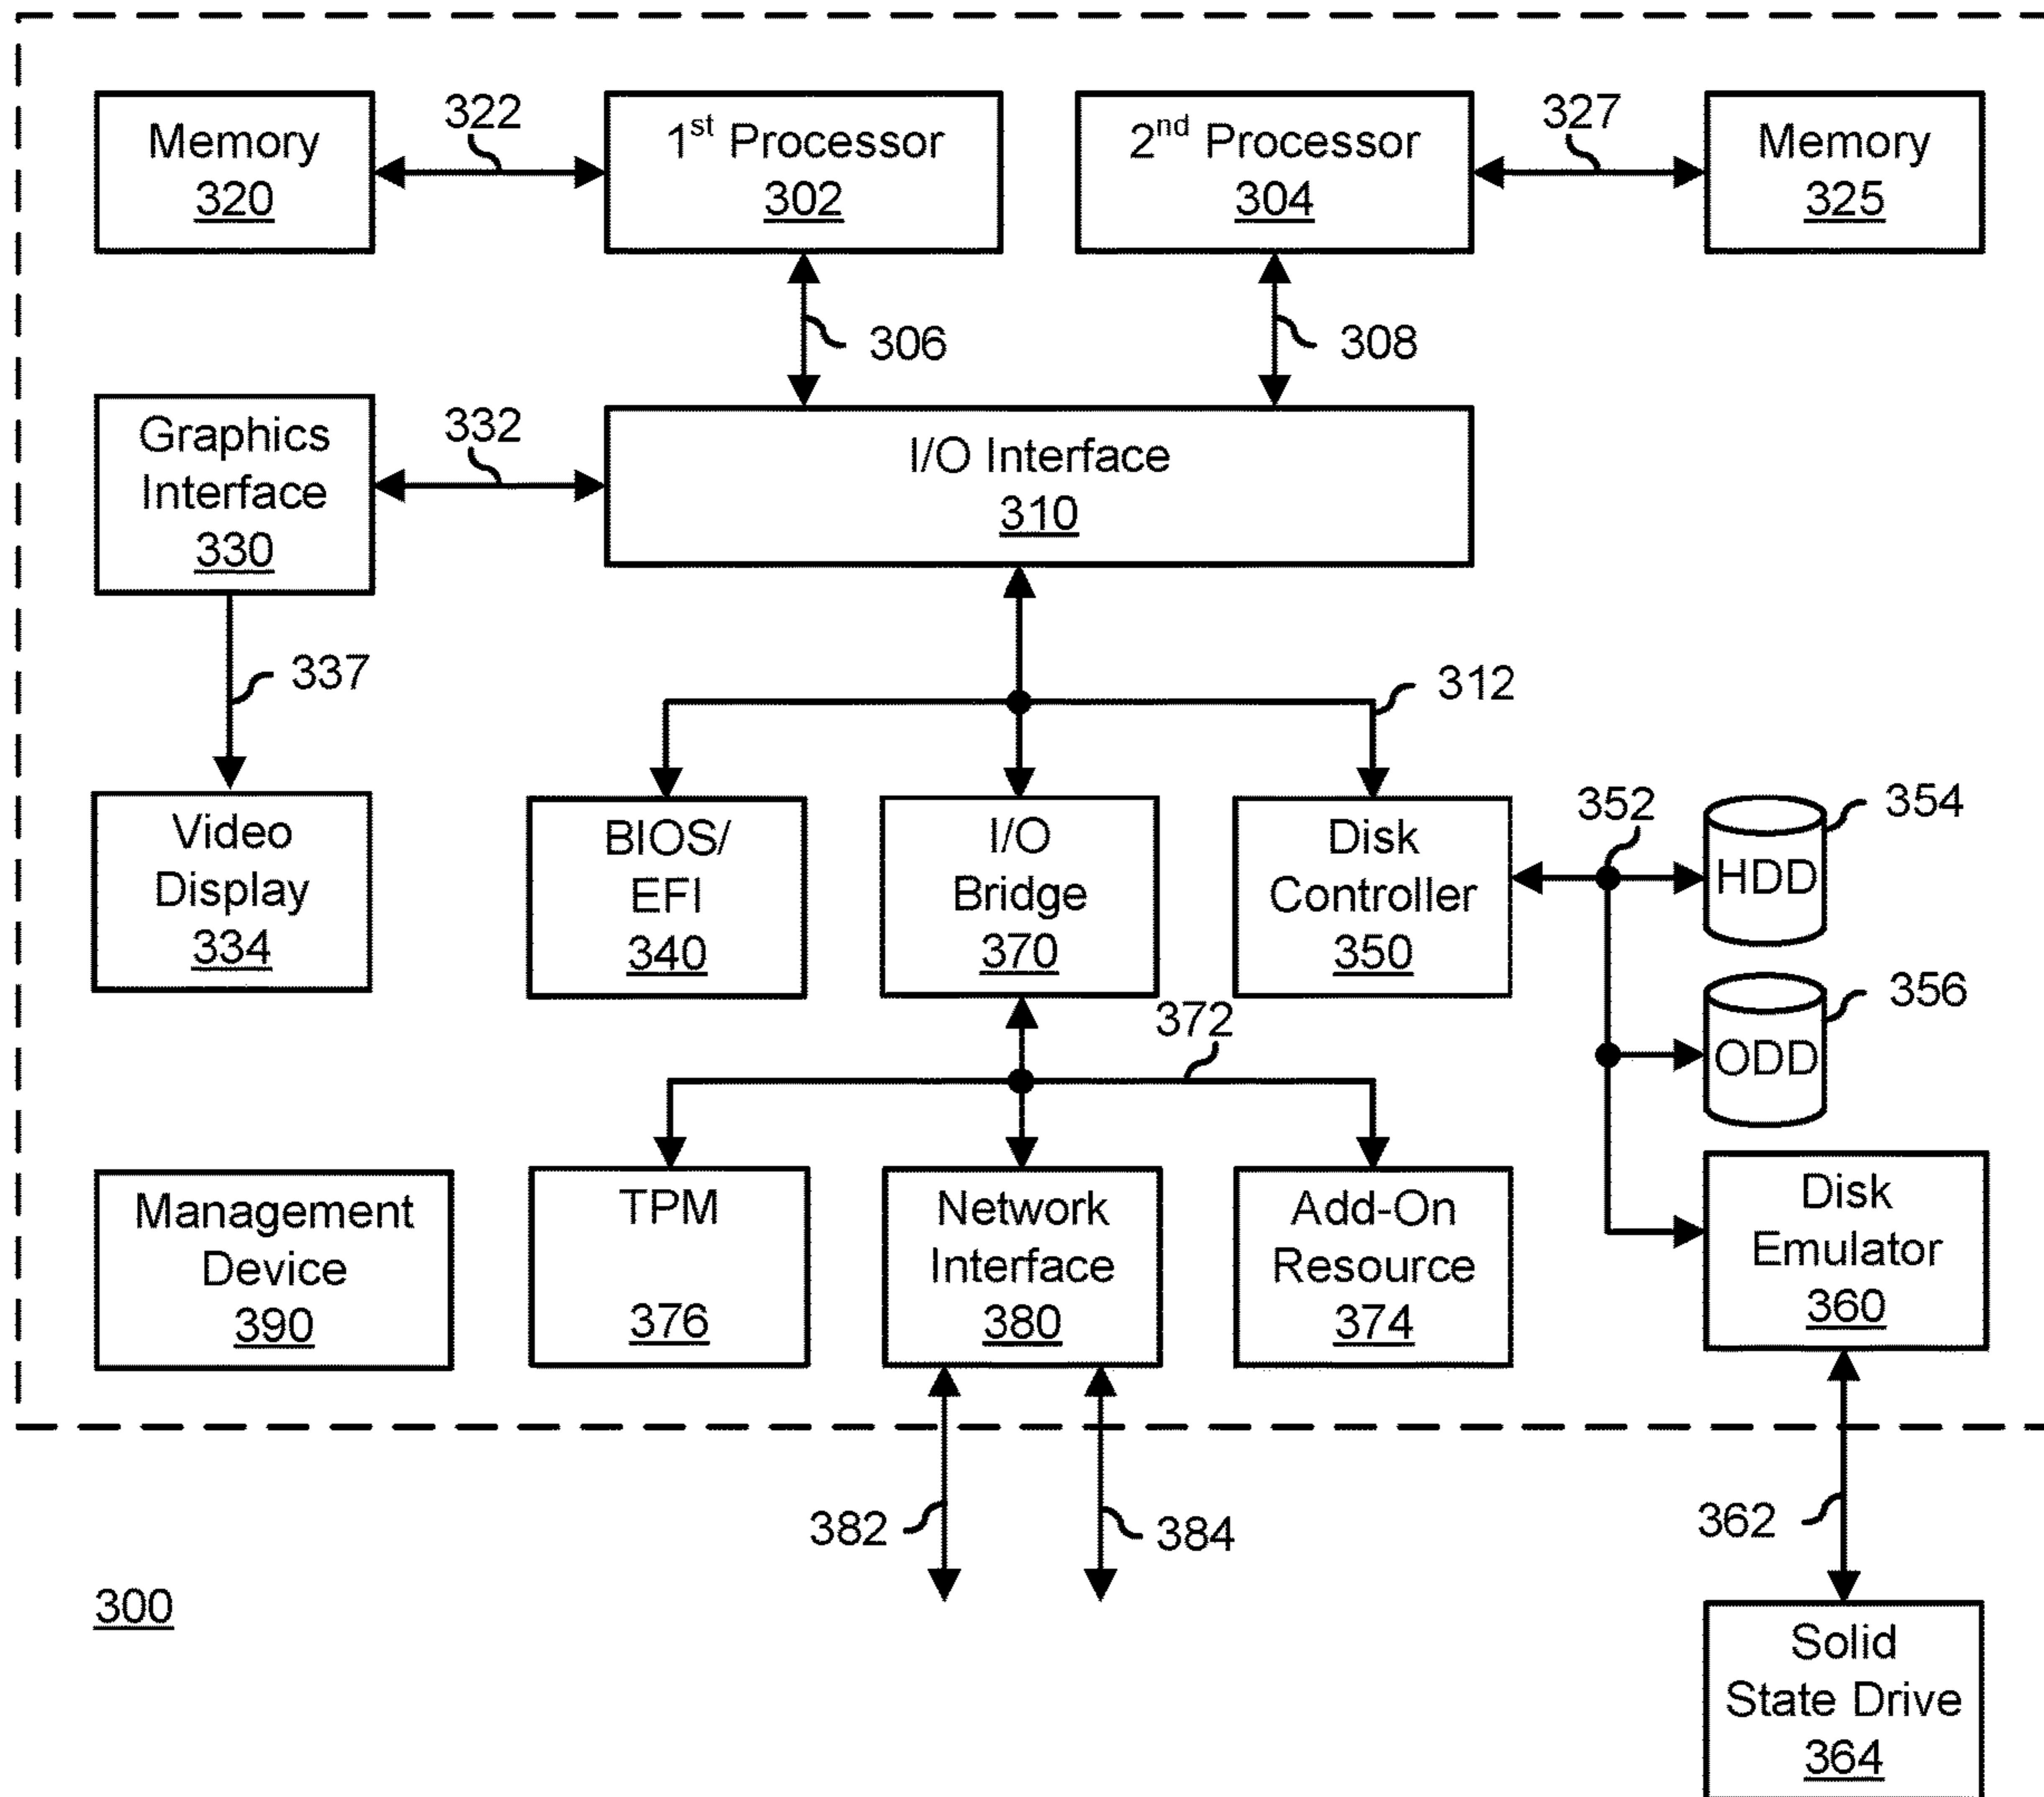 322
327
Memory
320
1st Processor
302
2nd Processor
304
Memory
325
306
308
Graphics
Interface
330
332
I/O Interface
310
337
312
Video
Display
334
BIOS/
EFI
340
I/O
Bridge
370
Disk
Controller
350
352
354
HDD
356
ODD
372
Management
Device
390
TPM
376
Network
Interface
380
Add-On
Resource
374
Disk
Emulator
360
382
384
362
300
Solid
State Drive
364